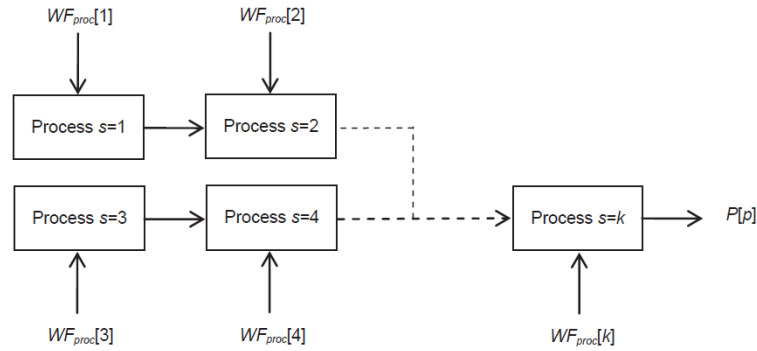 WFproc[1] WFproc[2]
Process s=1 Process s=2
Process s=3 Process s=4 Process s=k P[p]
WFproc[3] WFproc[4] WFproc[k]